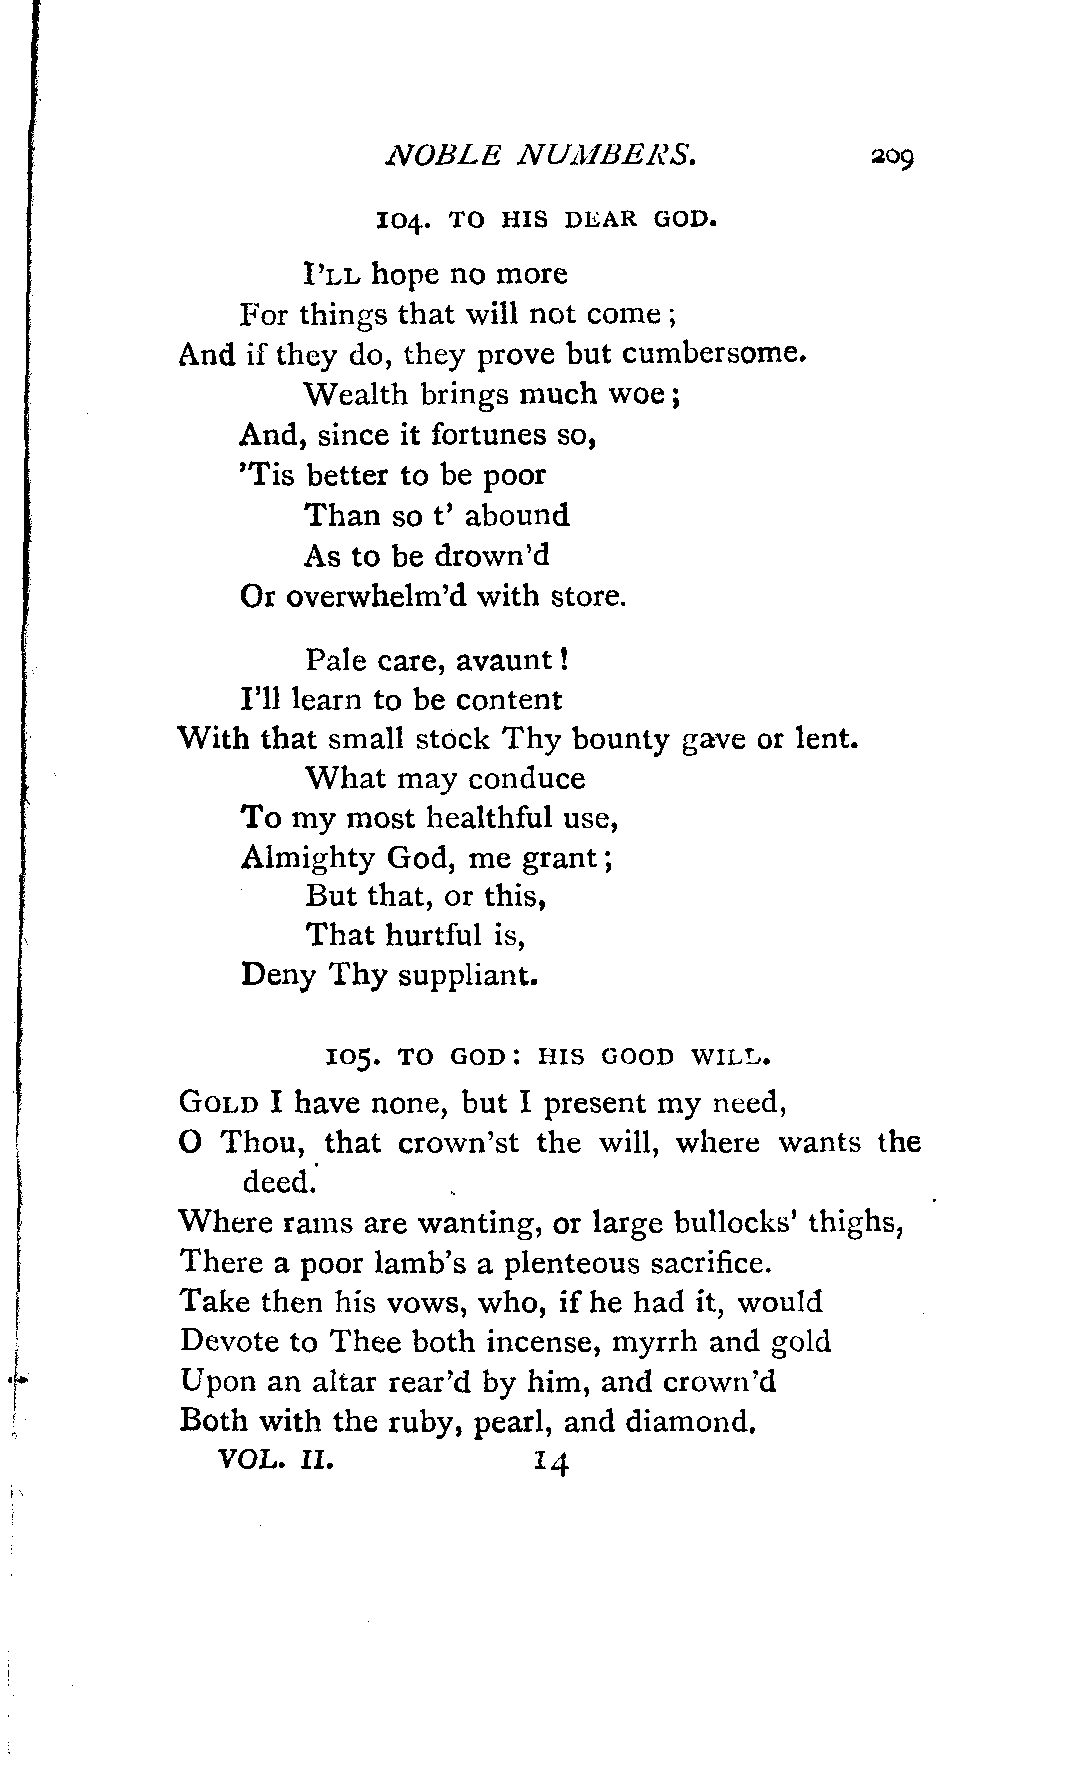 NOBLE NUMBERS. 209
104. TO HIS DEAR GOD.
I'LL hope no more
For things that will not come;
And if they do, they prove but cumbersome.
Wealth brings much woe;
And, since it fortunes so,
'Tis better to be poor
Than so t' abound
As to be drown'd
Or overwhelm'd with store.
Pale care, avaunt!
I'll learn to be content
With that small stock Thy bounty gave or lent.
What may conduce
To my most healthful use,
Almighty God, me grant;
But that, or this,
That hurtful is,
Deny Thy suppliant.
105. TO GOD: HIS GOOD WILL.
GOLD I have none, but I present my need,
O Thou, that crown'st the will, where wants the
deed.
Where rams are wanting, or large bullocks' thighs,
There a poor lamb's a plenteous sacrifice.
Take then his vows, who, if he had it, would
Devote to Thee both incense, myrrh and gold
Upon an altar rear'd by him, and crown'd
Both with the ruby, pearl, and diamond.
VOL. II. 14